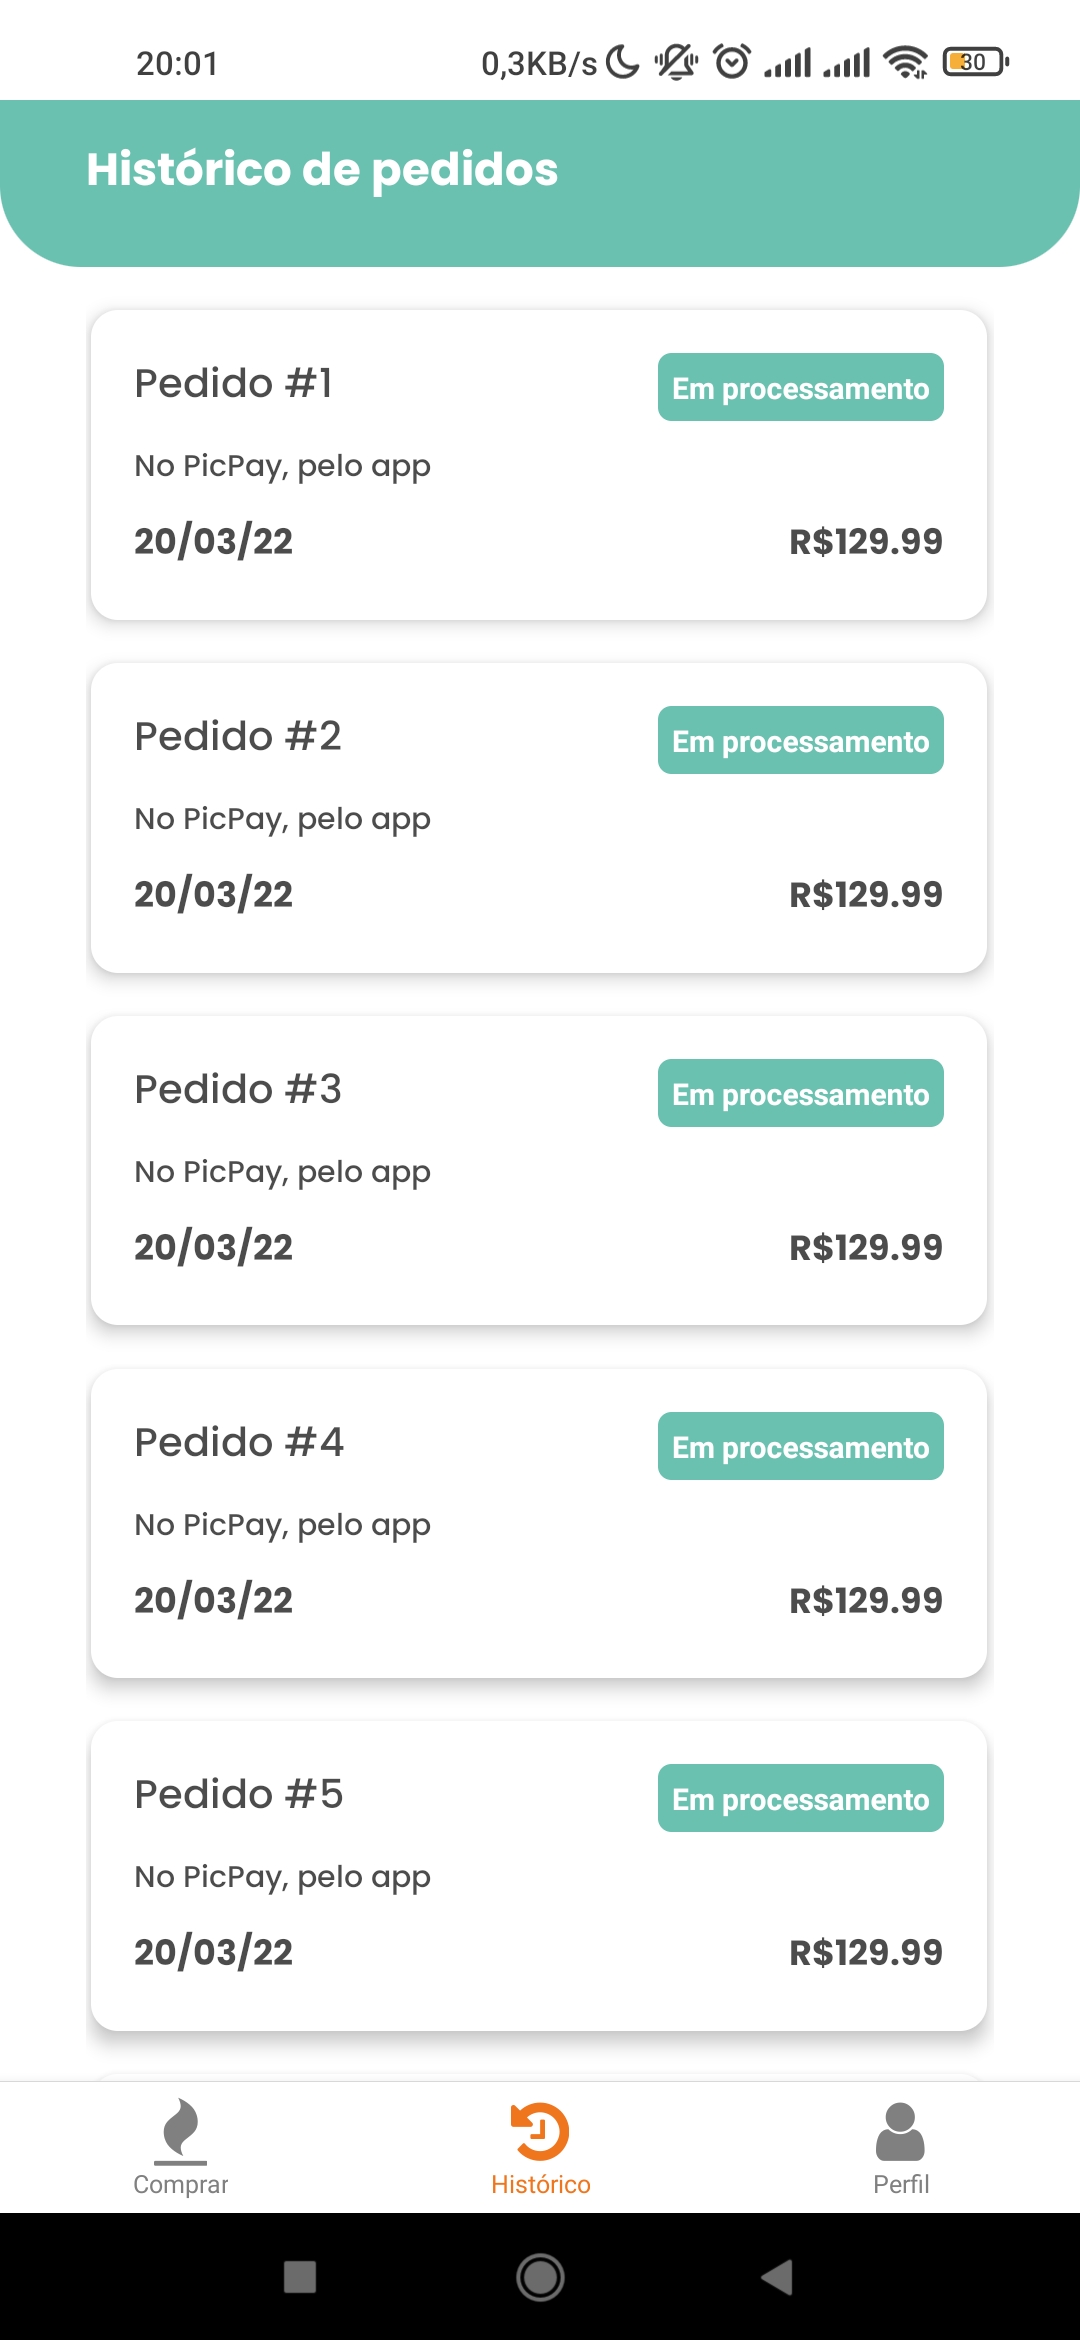 20:01 0,3KB/s 30
Histórico de pedidos
Pedido #1 Em processamento
No PicPay, pelo app
20/03/22 R$129.99
Pedido #2 Em processamento
No PicPay, pelo app
20/03/22 R$129.99
Pedido #3 Em processamento
No PicPay, pelo app
20/03/22 R$129.99
Pedido #4 Em processamento
No PicPay, pelo app
20/03/22 R$129.99
Pedido #5 Em processamento
No PicPay, pelo app
20/03/22 R$129.99
Comprar Histórico Perfil